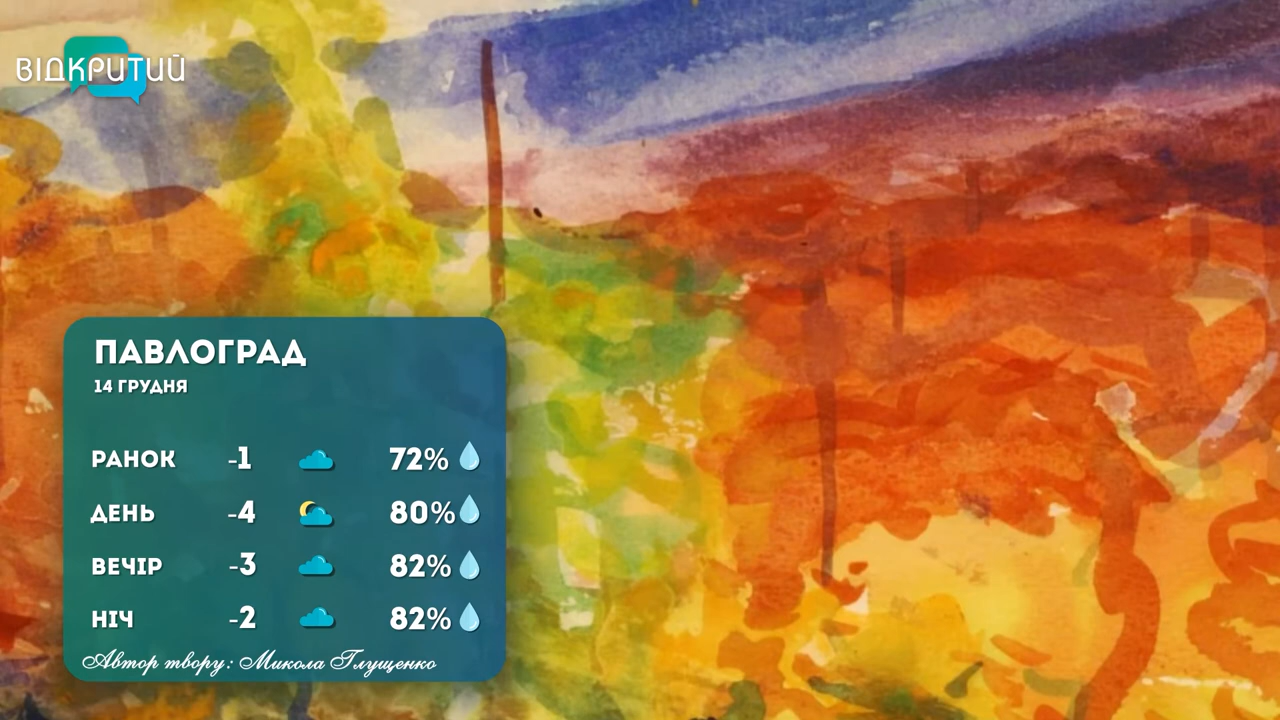 ВІДКРИТИЙ
ПАВЛОГРАД
14 ГРУДНЯ
РАНОК -1 72%
ДЕНЬ -4 80%
ВЕЧІР -3 82%
НІЧ -2 82%
Автор твору: Микола Глущенко